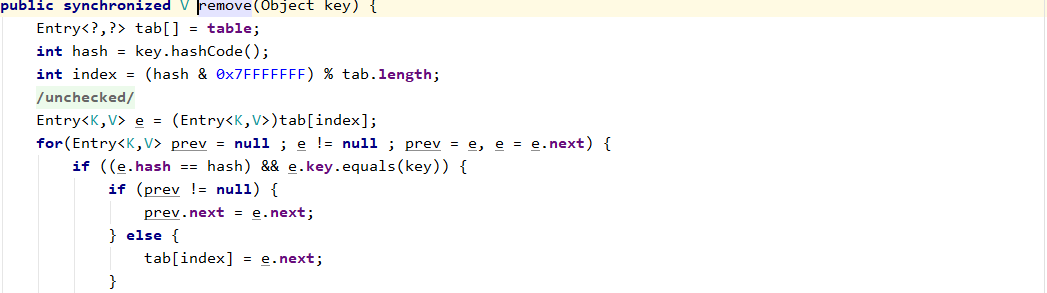 public synchronized V remove(Object key) {
    Entry<?,?> tab[] = table;
    int hash = key.hashCode();
    int index = (hash & 0x7FFFFFFF) % tab.length;
    /unchecked/
    Entry<K,V> e = (Entry<K,V>)tab[index];
    for(Entry<K,V> prev = null ; e != null ; prev = e, e = e.next) {
        if ((e.hash == hash) && e.key.equals(key)) {
            if (prev != null) {
                prev.next = e.next;
            } else {
                tab[index] = e.next;
            }